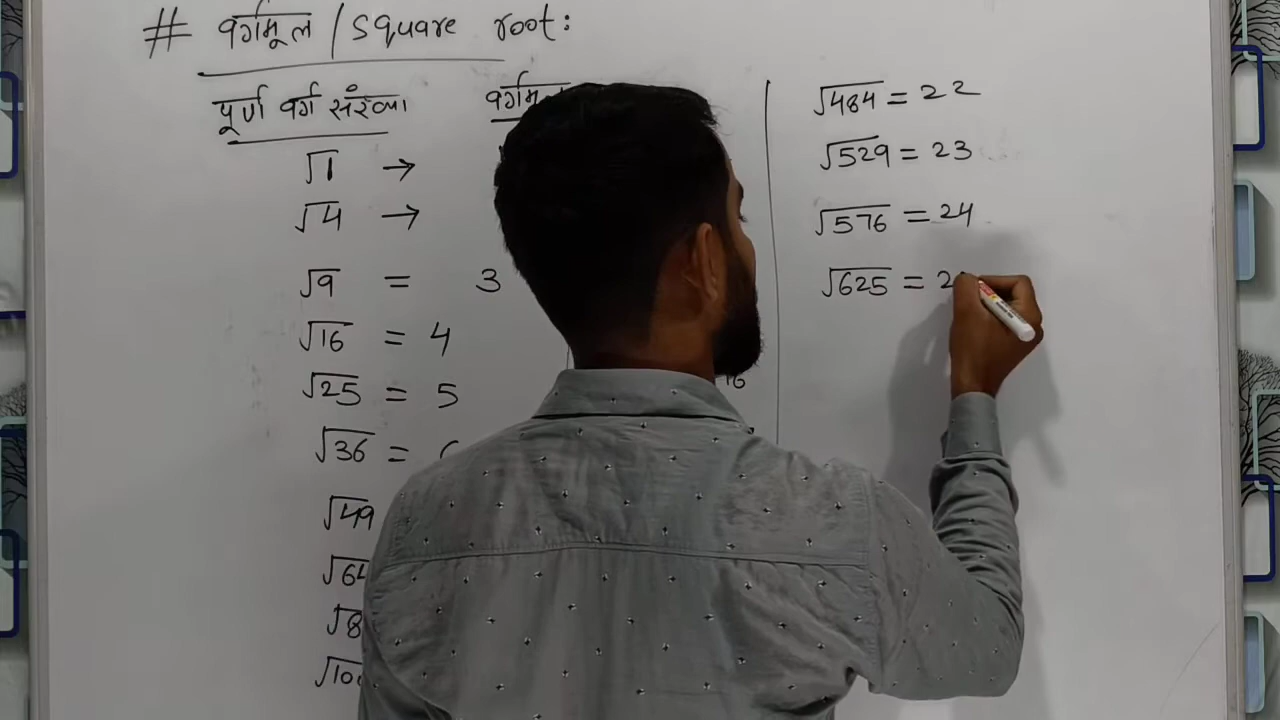 # वर्गमूल / square root:
पूर्ण वर्ग संख्या वर्गमूल
√1 →
√4 →
√9 = 3
√16 = 4
√25 = 5
√36 =
√49
√64
√8
√100
16
√484 = 22
√529 = 23
√576 = 24
√625 = 2